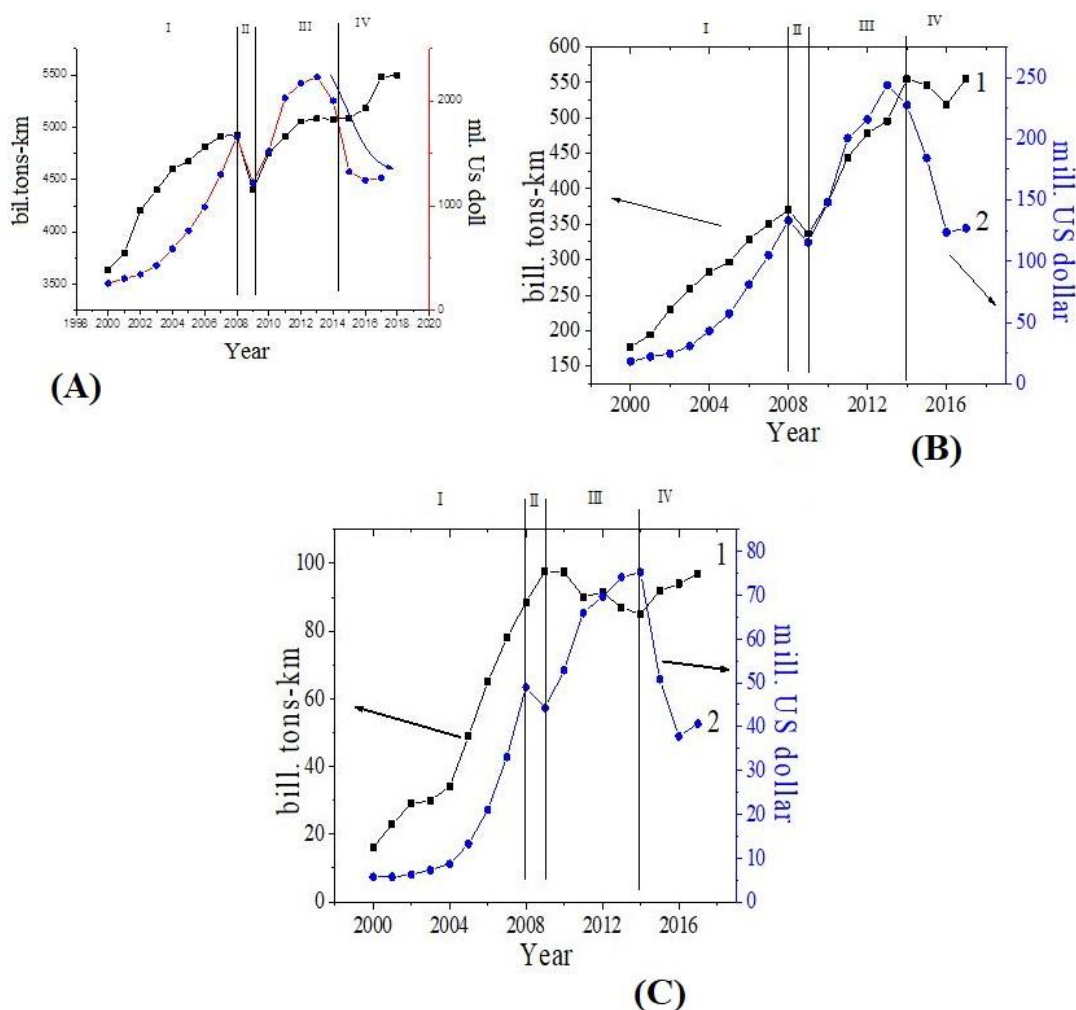 I II III IV
5500
5000
4500
4000
3500
2000
1000
0
1998 2000 2002 2004 2006 2008 2010 2012 2014 2016 2018 2020
bil.tons-km
ml. Us doll
Year
(A)
I II III IV
600
550
500
450
400
350
300
250
200
150
250
200
150
100
50
0
2000 2004 2008 2012 2016
bill. tons-km
mill. US dollar
1
2
Year
(B)
I II III IV
100
80
60
40
20
0
80
75
70
60
50
40
30
20
10
0
2000 2004 2008 2012 2016
bill. tons-km
mill. US dollar
1
2
Year
(C)